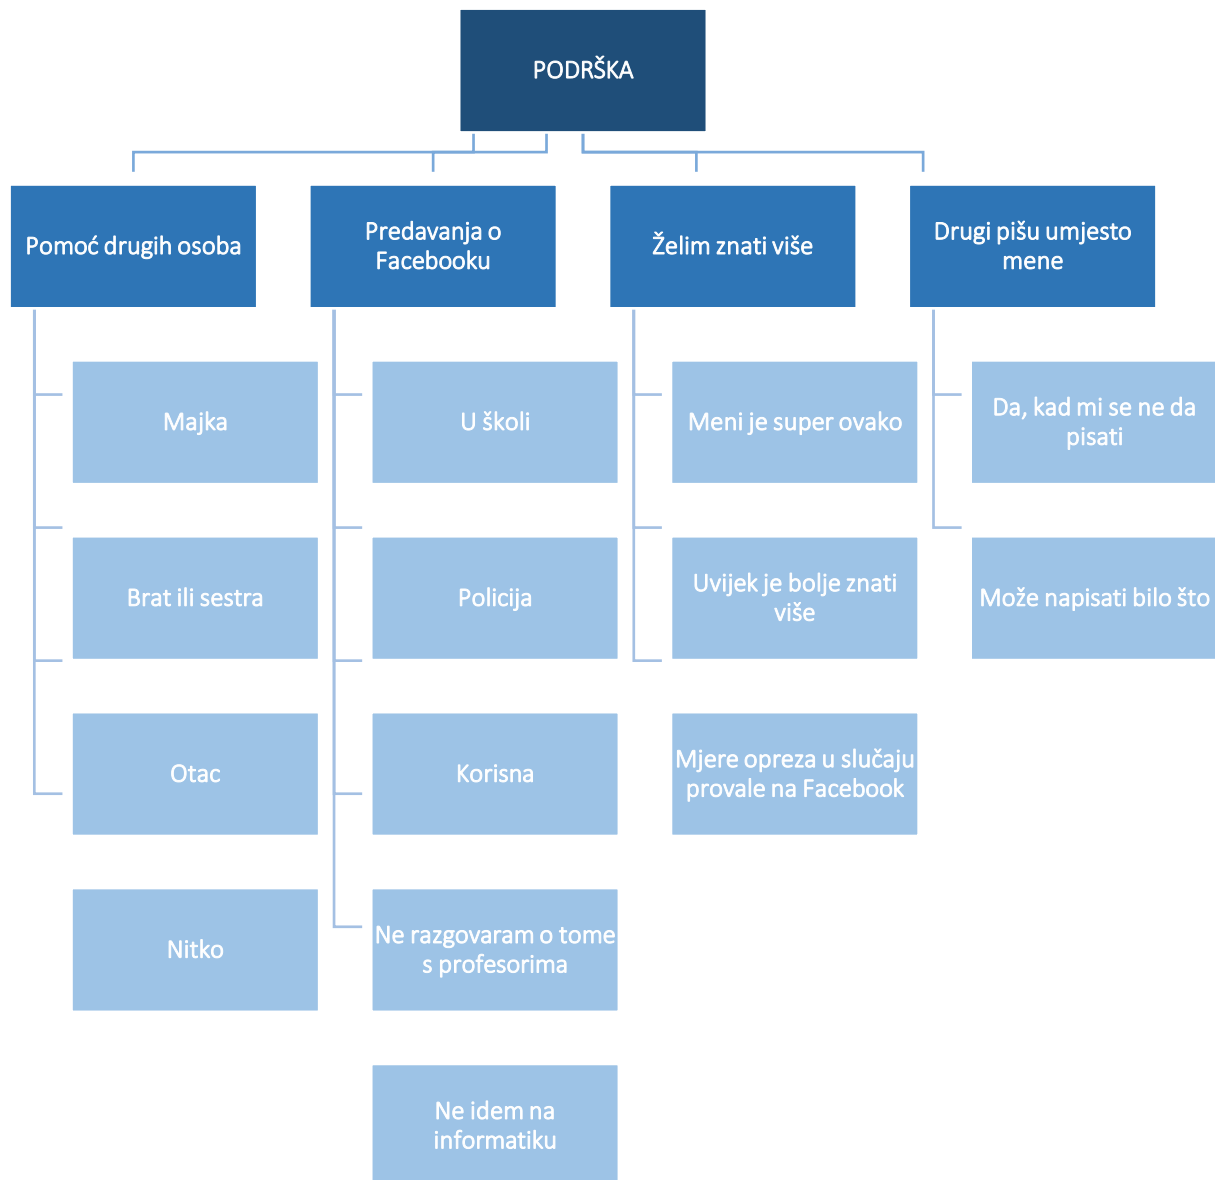 PODRŠKA
Pomoć drugih osoba
Majka
Brat ili sestra
Otac
Nitko
Predavanja o
Facebooku
U školi
Policija
Korisna
Ne razgovaram o tome
s profesorima
Ne idem na
informatiku
Želim znati više
Meni je super ovako
Uvijek je bolje znati
više
Mjere opreza u slučaju
provale na Facebook
Drugi pišu umjesto
mene
Da, kad mi se ne da
pisati
Može napisati bilo što